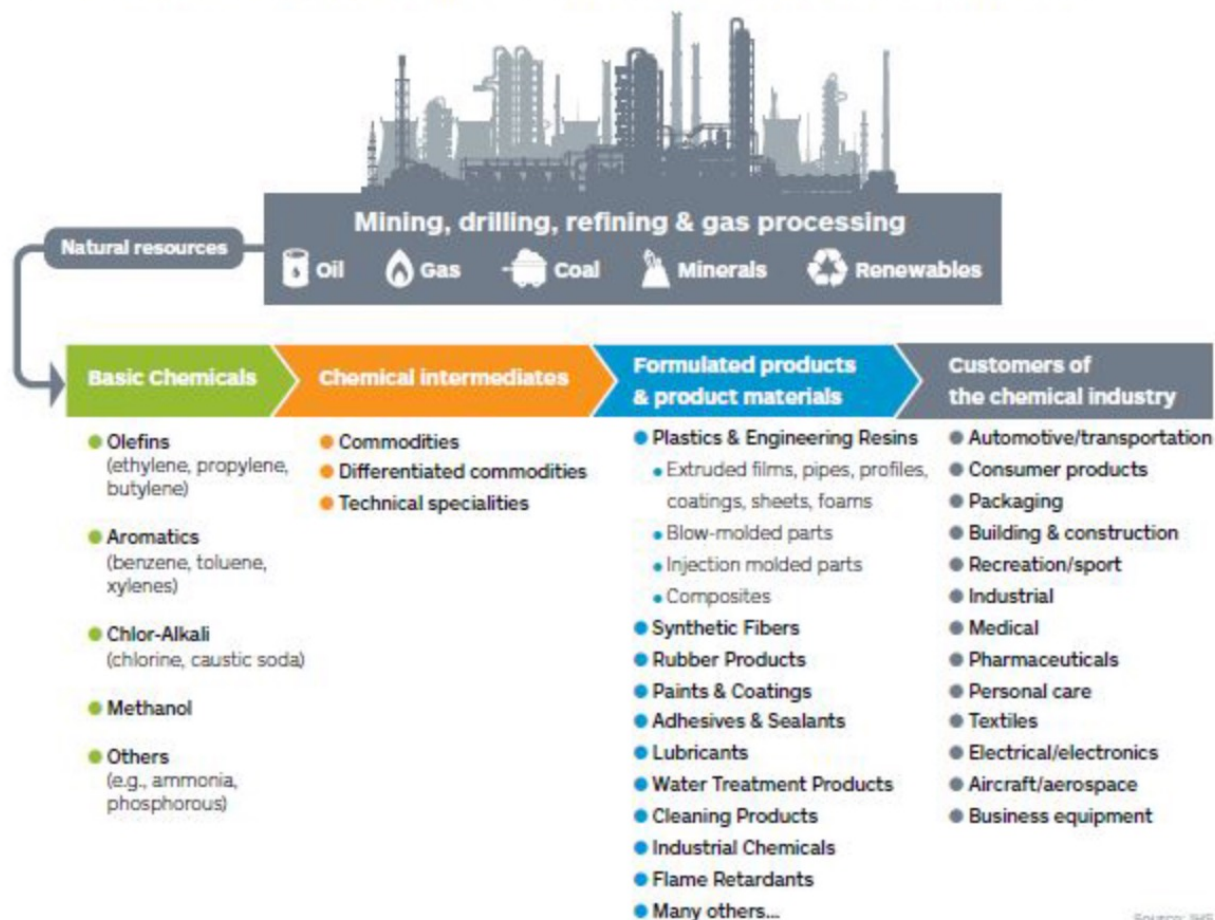 Mining, drilling, refining & gas processing
Natural resources
Oil
Gas
Coal
Minerals
Renewables
Basic Chemicals
Olefins
(ethylene, propylene,
butylene)
Aromatics
(benzene, toluene,
xylenes)
Chlor-Alkali
(chlorine, caustic soda)
Methanol
Others
(e.g., ammonia,
phosphorous)
Chemical intermediates
Commodities
Differentiated commodities
Technical specialities
Formulated products
& product materials
Plastics & Engineering Resins
Extruded films, pipes, profiles,
coatings, sheets, foams
Blow-molded parts
Injection molded parts
Composites
Synthetic Fibers
Rubber Products
Paints & Coatings
Adhesives & Sealants
Lubricants
Water Treatment Products
Cleaning Products
Industrial Chemicals
Flame Retardants
Many others...
Customers of
the chemical industry
Automotive/transportation
Consumer products
Packaging
Building & construction
Recreation/sport
Industrial
Medical
Pharmaceuticals
Personal care
Textiles
Electrical/electronics
Aircraft/aerospace
Business equipment
Source: IHS